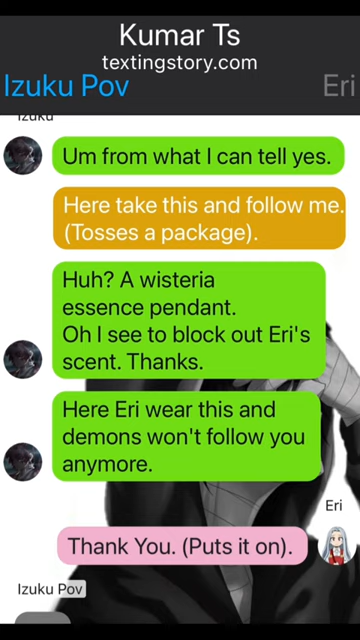 Kumar Ts
textingstory.com
Izuku Pov
Eri
Izuku
Um from what I can tell yes.
Here take this and follow me.
(Tosses a package).
Huh? A wisteria
essence pendant.
Oh I see to block out Eri's
scent. Thanks.
Here Eri wear this and
demons won't follow you
anymore.
Eri
Thank You. (Puts it on).
Izuku Pov